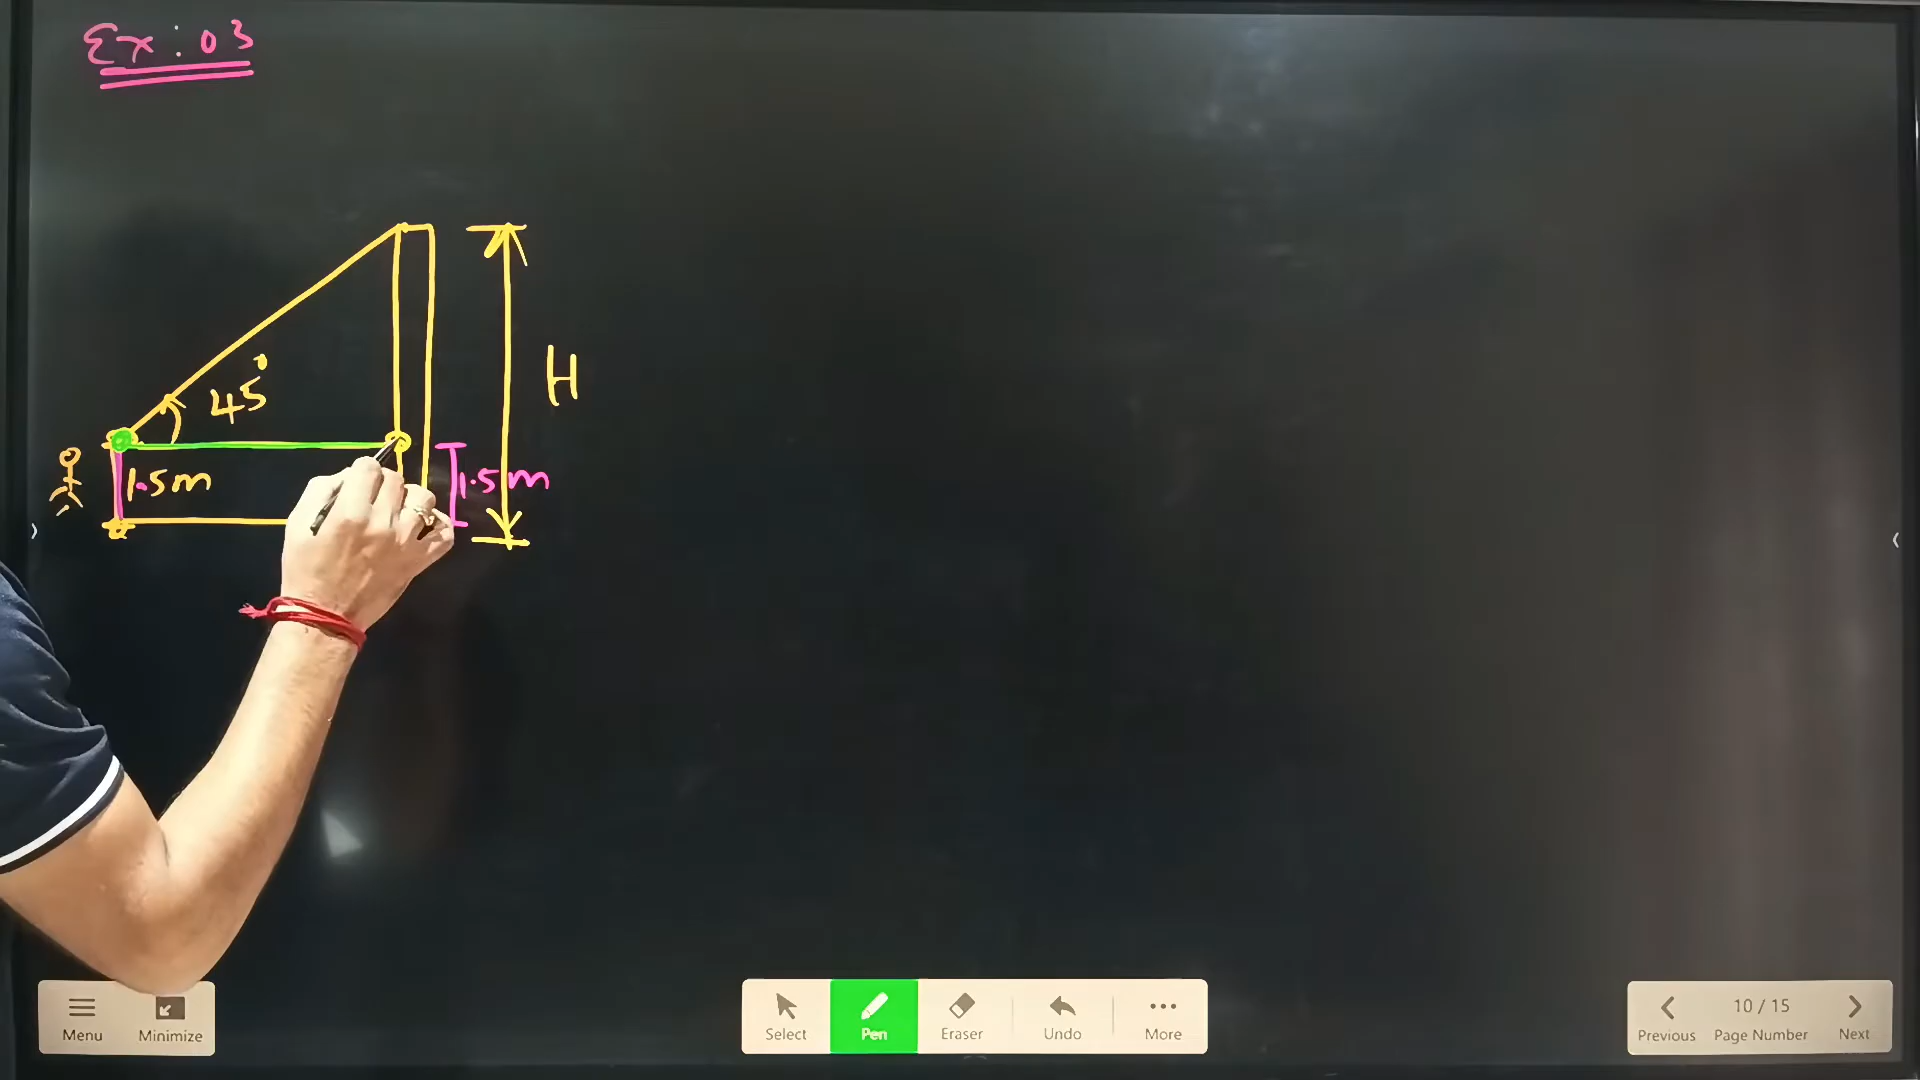 Ex: 03
45°
H
1.5m
1.5m
Menu
Minimize
Select
Pen
Eraser
Undo
More
10 / 15
Previous
Page Number
Next